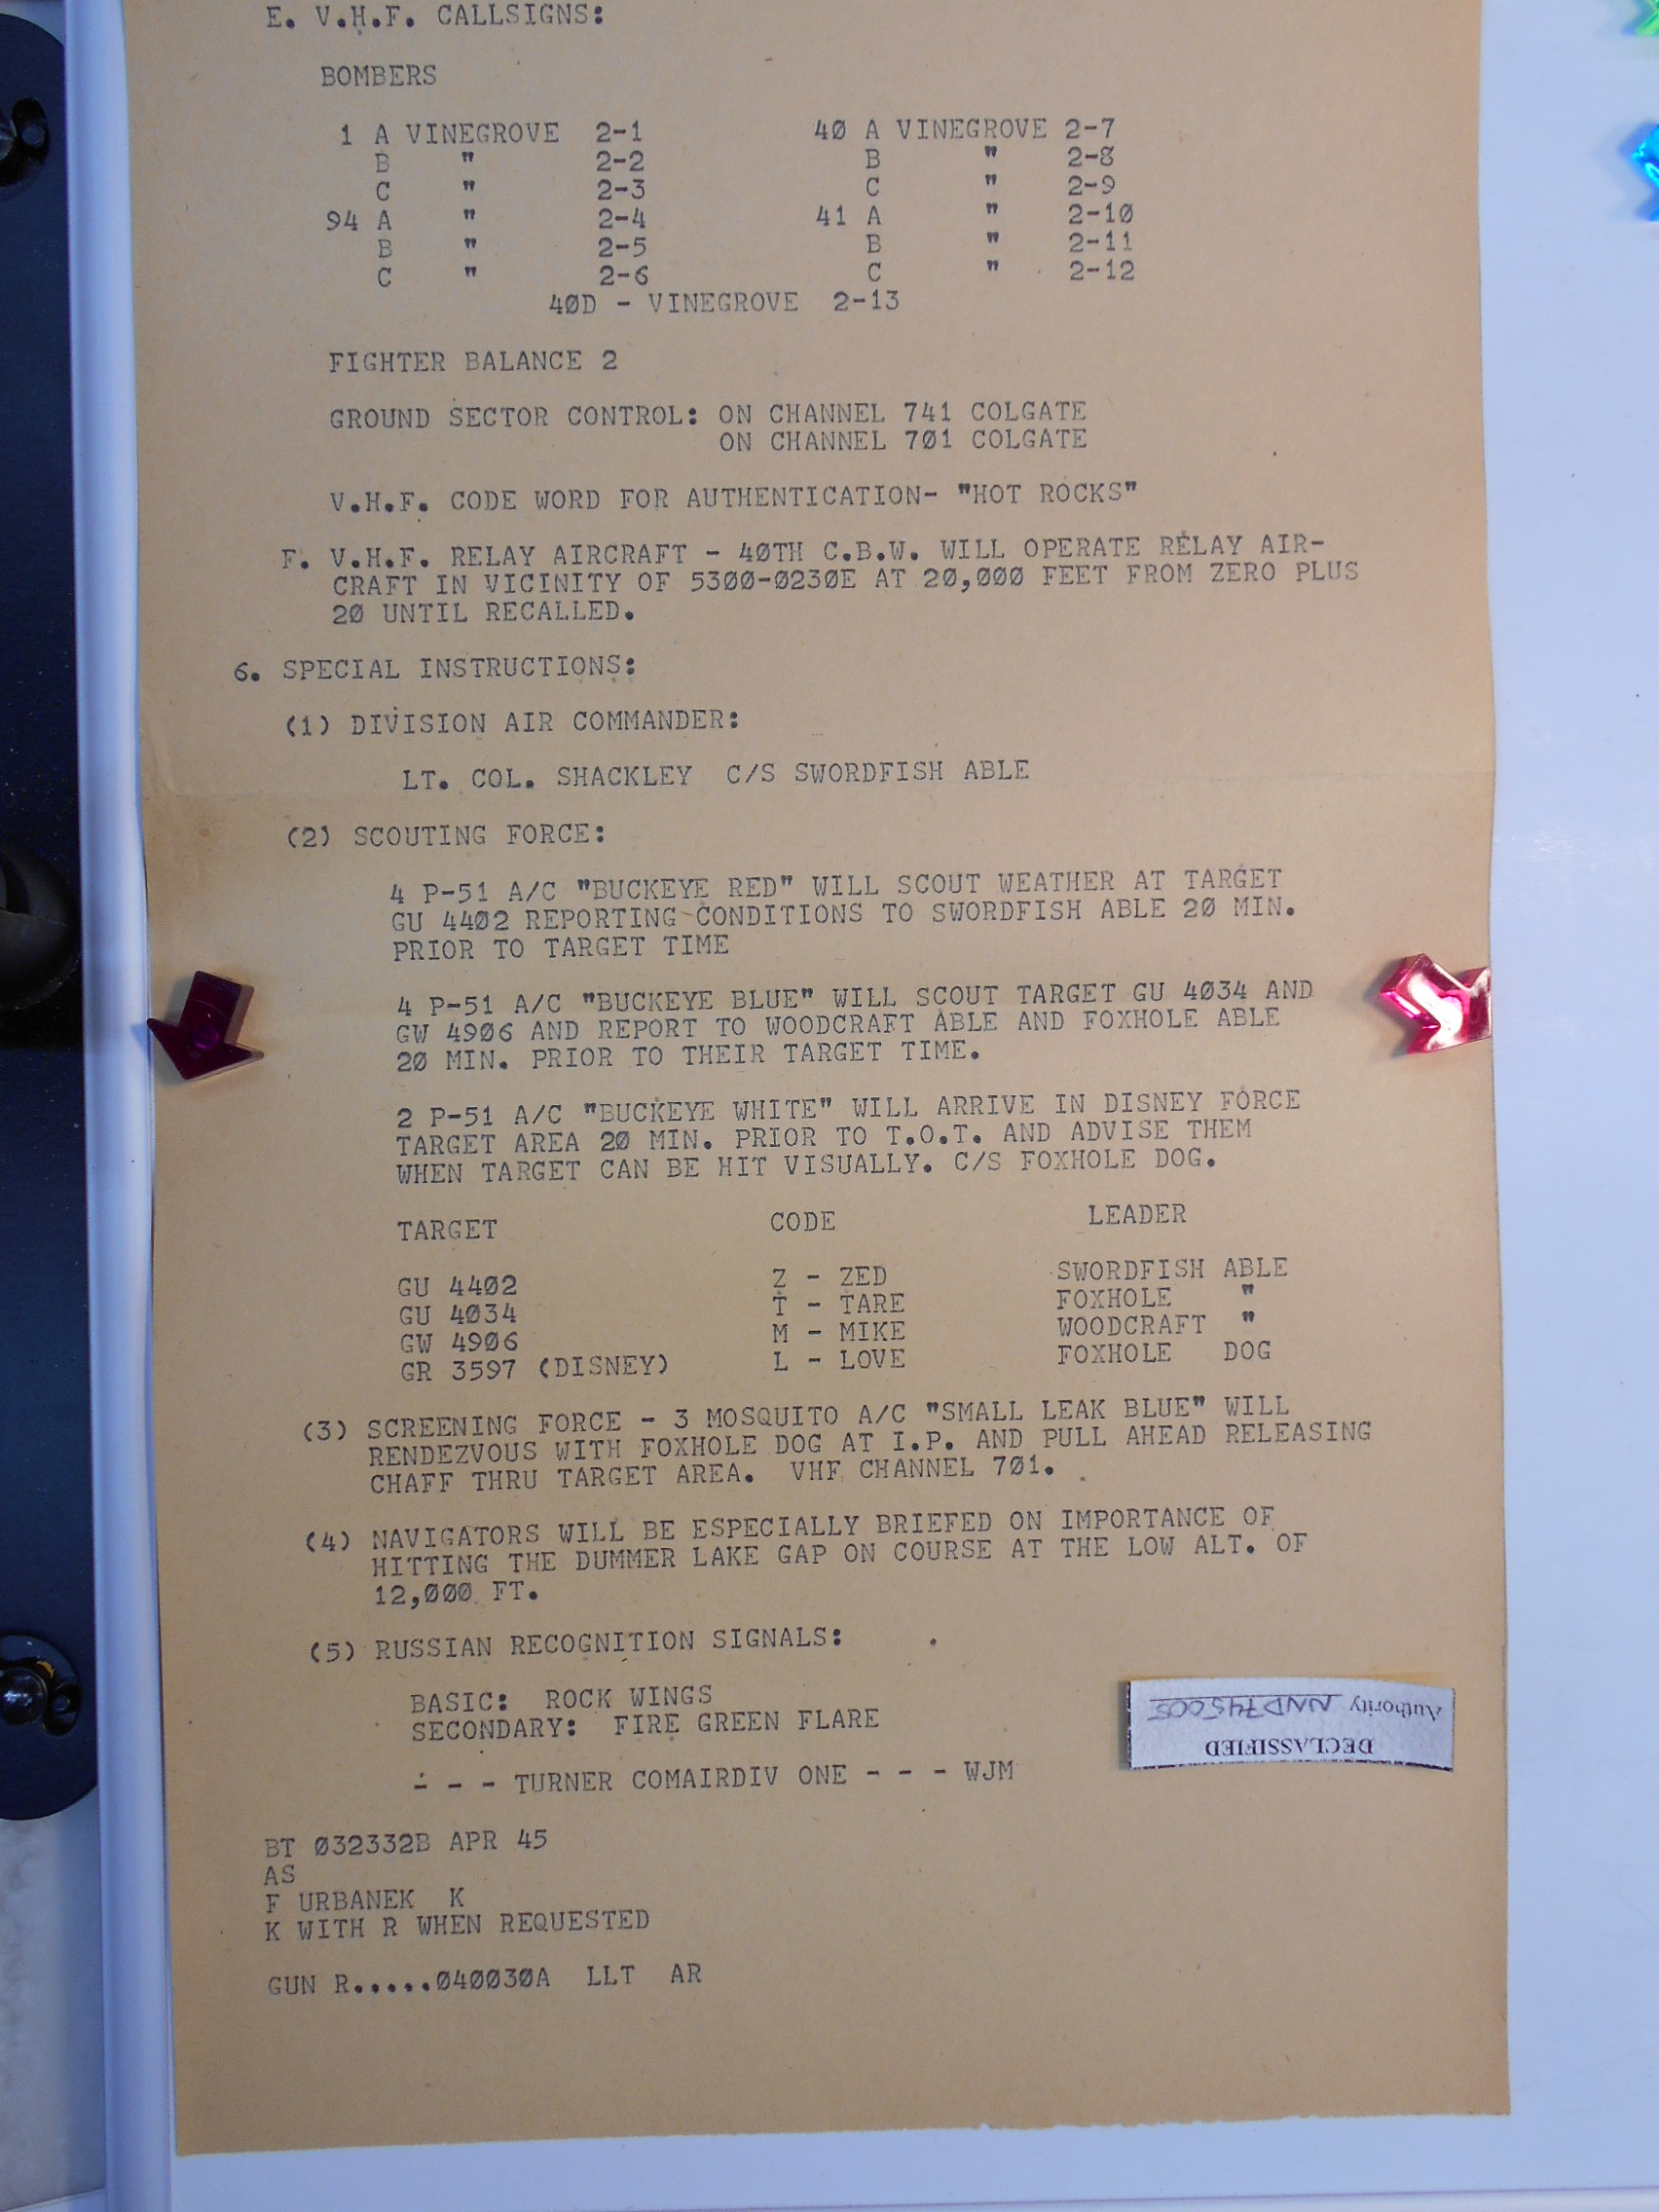 E. V.H.F. CALLSIGNS:
BOMBERS
1 A VINEGROVE 2-1 40 A VINEGROVE 2-7
B " 2-2 B " 2-8
C " 2-3 C " 2-9
94 A " 2-4 41 A " 2-10
B " 2-5 B " 2-11
C " 2-6 C " 2-12
40D - VINEGROVE 2-13
FIGHTER BALANCE 2
GROUND SECTOR CONTROL: ON CHANNEL 741 COLGATE
ON CHANNEL 701 COLGATE
V.H.F. CODE WORD FOR AUTHENTICATION- "HOT ROCKS"
F. V.H.F. RELAY AIRCRAFT - 40TH C.B.W. WILL OPERATE RELAY AIR-
CRAFT IN VICINITY OF 5300-0230E AT 20,000 FEET FROM ZERO PLUS
20 UNTIL RECALLED.
6. SPECIAL INSTRUCTIONS:
(1) DIVISION AIR COMMANDER:
LT. COL. SHACKLEY C/S SWORDFISH ABLE
(2) SCOUTING FORCE:
4 P-51 A/C "BUCKEYE RED" WILL SCOUT WEATHER AT TARGET
GU 4402 REPORTING CONDITIONS TO SWORDFISH ABLE 20 MIN.
PRIOR TO TARGET TIME
4 P-51 A/C "BUCKEYE BLUE" WILL SCOUT TARGET GU 4034 AND
GW 4906 AND REPORT TO WOODCRAFT ABLE AND FOXHOLE ABLE
20 MIN. PRIOR TO THEIR TARGET TIME.
2 P-51 A/C "BUCKEYE WHITE" WILL ARRIVE IN DISNEY FORCE
TARGET AREA 20 MIN. PRIOR TO T.O.T. AND ADVISE THEM
WHEN TARGET CAN BE HIT VISUALLY. C/S FOXHOLE DOG.
TARGET CODE LEADER
GU 4402 Z - ZED SWORDFISH ABLE
GU 4034 T - TARE FOXHOLE "
GW 4906 M - MIKE WOODCRAFT "
GR 3597 (DISNEY) L - LOVE FOXHOLE DOG
(3) SCREENING FORCE - 3 MOSQUITO A/C "SMALL LEAK BLUE" WILL
RENDEZVOUS WITH FOXHOLE DOG AT I.P. AND PULL AHEAD RELEASING
CHAFF THRU TARGET AREA. VHF CHANNEL 701.
(4) NAVIGATORS WILL BE ESPECIALLY BRIEFED ON IMPORTANCE OF
HITTING THE DUMMER LAKE GAP ON COURSE AT THE LOW ALT. OF
12,000 FT.
(5) RUSSIAN RECOGNITION SIGNALS:
BASIC: ROCK WINGS
SECONDARY: FIRE GREEN FLARE
- - - TURNER COMAIRDIV ONE - - - WJM
DECLASSIFIED
Authority NND745005
BT 032332B APR 45
AS
F URBANEK K
K WITH R WHEN REQUESTED
GUN R.....040030A LLT AR